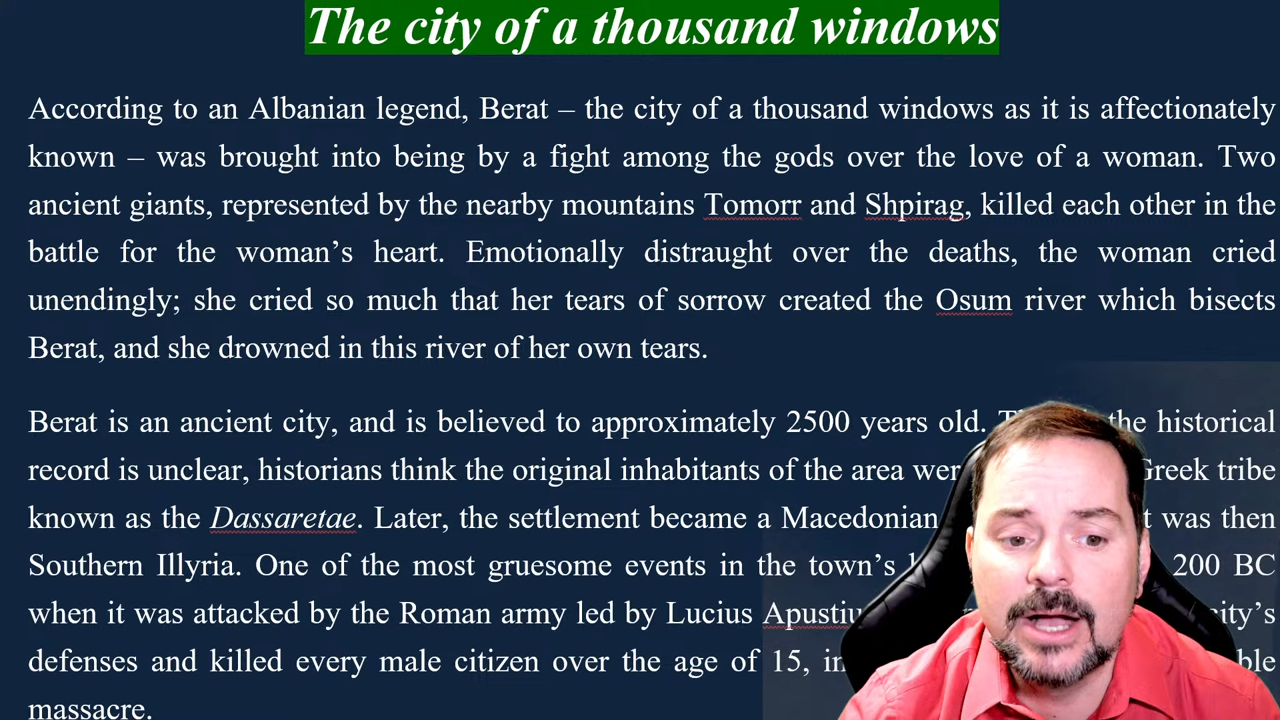 The city of a thousand windows
According to an Albanian legend, Berat – the city of a thousand windows as it is affectionately
known – was brought into being by a fight among the gods over the love of a woman. Two
ancient giants, represented by the nearby mountains Tomorr and Shpirag, killed each other in the
battle for the woman’s heart. Emotionally distraught over the deaths, the woman cried
unendingly; she cried so much that her tears of sorrow created the Osum river which bisects
Berat, and she drowned in this river of her own tears.
Berat is an ancient city, and is believed to approximately 2500 years old. the historical
record is unclear, historians think the original inhabitants of the area were Greek tribe
known as the Dassaretae. Later, the settlement became a Macedonian was then
Southern Illyria. One of the most gruesome events in the town’s 200 BC
when it was attacked by the Roman army led by Lucius city’s
defenses and killed every male citizen over the age of 15,
massacre.